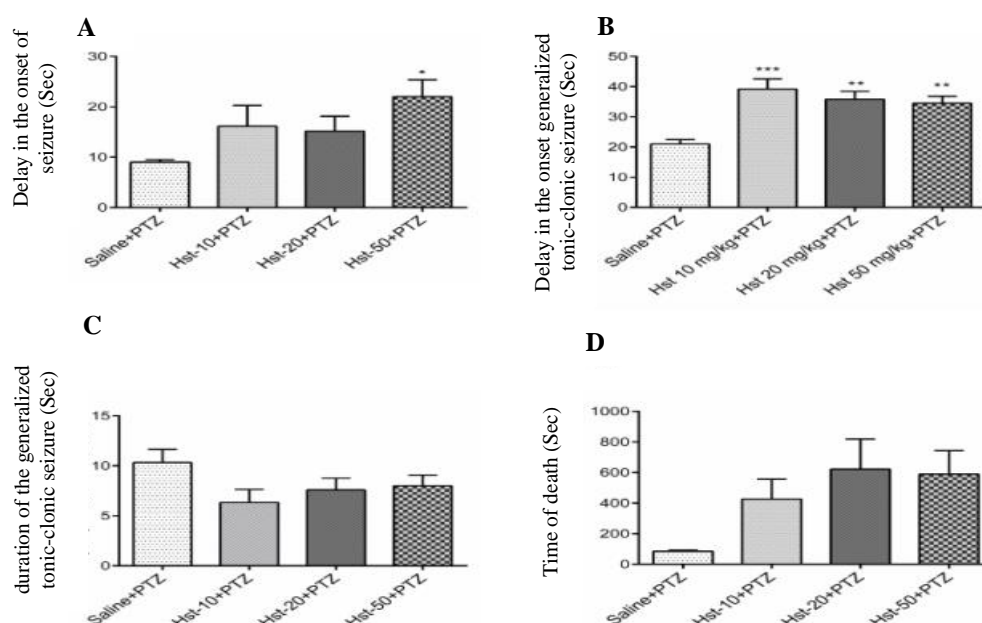 A
Delay in the onset of
seizure (Sec)
30
20
10
0
*
Saline+PTZ
Hst-10+PTZ
Hst-20+PTZ
Hst-50+PTZ
B
Delay in the onset generalized
tonic-clonic seizure (Sec)
50
40
30
20
10
0
***
**
**
Saline+PTZ
Hst 10 mg/kg+PTZ
Hst 20 mg/kg+PTZ
Hst 50 mg/kg+PTZ
C
duration of the generalized
tonic-clonic seizure (Sec)
15
10
5
0
Saline+PTZ
Hst-10+PTZ
Hst-20+PTZ
Hst-50+PTZ
D
Time of death (Sec)
1000
800
600
400
200
0
Saline+PTZ
Hst-10+PTZ
Hst-20+PTZ
Hst-50+PTZ